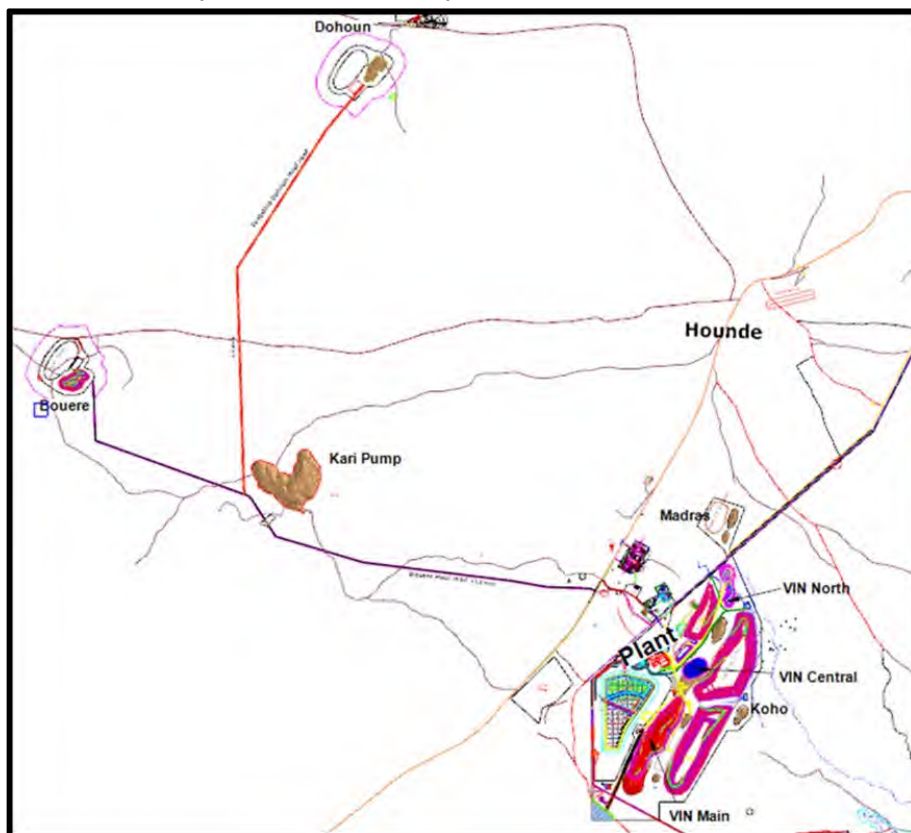 Dohoun
Hounde
Bouere
Kari Pump
Madras
VIN North
Plant
VIN Central
Koho
VIN Main